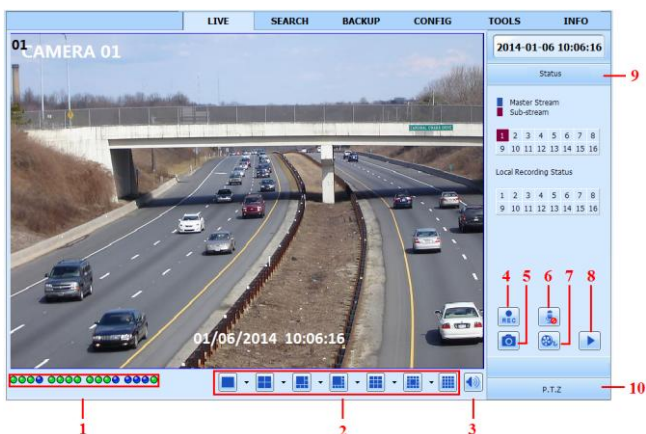 LIVE SEARCH BACKUP CONFIG TOOLS INFO
01
CAMERA 01
2014-01-06 10:06:16
Status
9
Master Stream
Sub-stream
1 2 3 4 5 6 7 8
9 10 11 12 13 14 15 16
Local Recording Status
1 2 3 4 5 6 7 8
9 10 11 12 13 14 15 16
4 5 6 7 8
REC
01/06/2014 10:06:16
P.T.Z
10
1 2 3